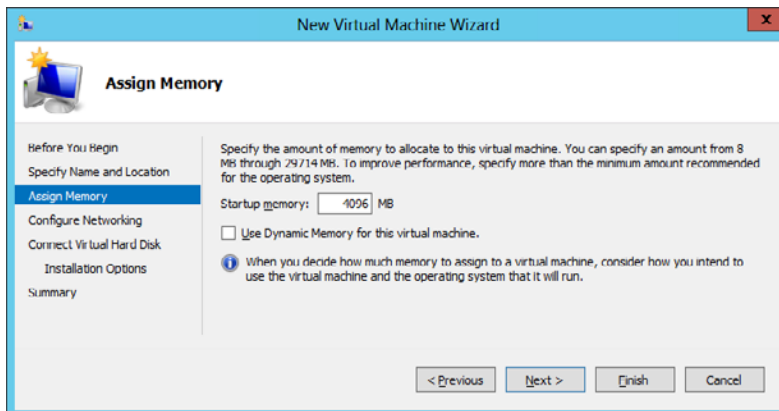 New Virtual Machine Wizard
x
Assign Memory
Before You Begin
Specify Name and Location
Assign Memory
Configure Networking
Connect Virtual Hard Disk
Installation Options
Summary
Specify the amount of memory to allocate to this virtual machine. You can specify an amount from 8
MB through 29714 MB. To improve performance, specify more than the minimum amount recommended
for the operating system.
Startup memory: 4096 MB
Use Dynamic Memory for this virtual machine.
When you decide how much memory to assign to a virtual machine, consider how you intend to
use the virtual machine and the operating system that it will run.
< Previous Next > Finish Cancel